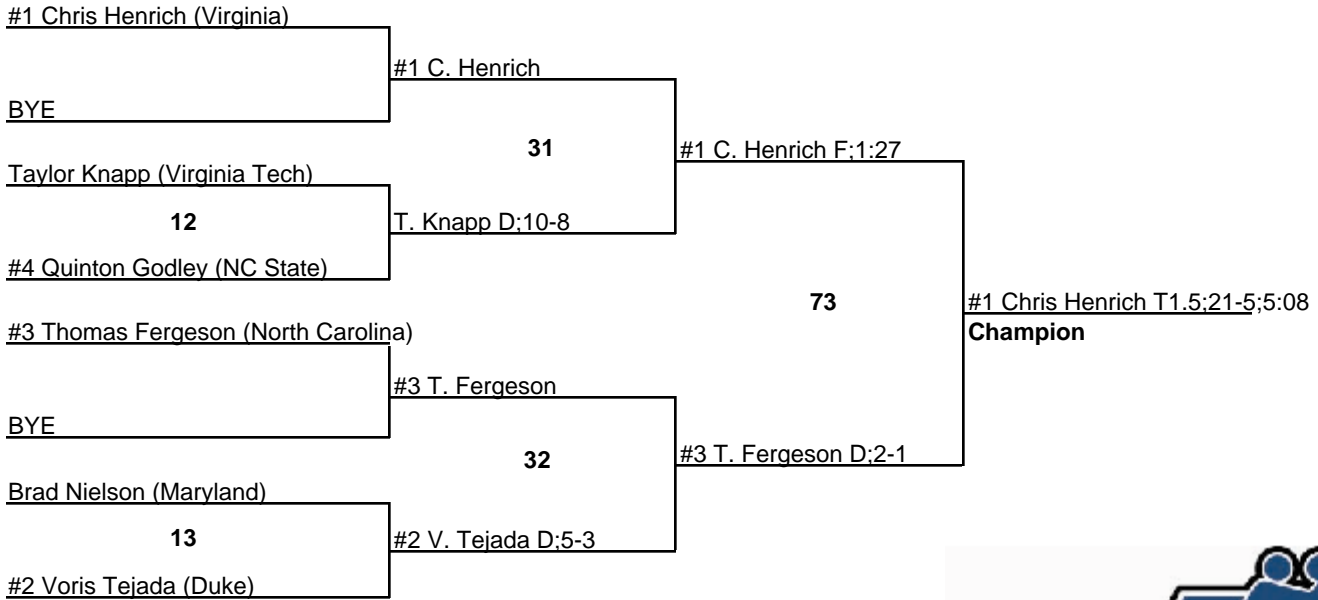 #1 Chris Henrich (Virginia)
#1 C. Henrich
BYE
31
#1 C. Henrich F;1:27
Taylor Knapp (Virginia Tech)
12
T. Knapp D;10-8
#4 Quinton Godley (NC State)
73
#1 Chris Henrich T1.5;21-5;5:08
Champion
#3 Thomas Fergeson (North Carolina)
#3 T. Fergeson
BYE
32
#3 T. Fergeson D;2-1
Brad Nielson (Maryland)
13
#2 V. Tejada D;5-3
#2 Voris Tejada (Duke)